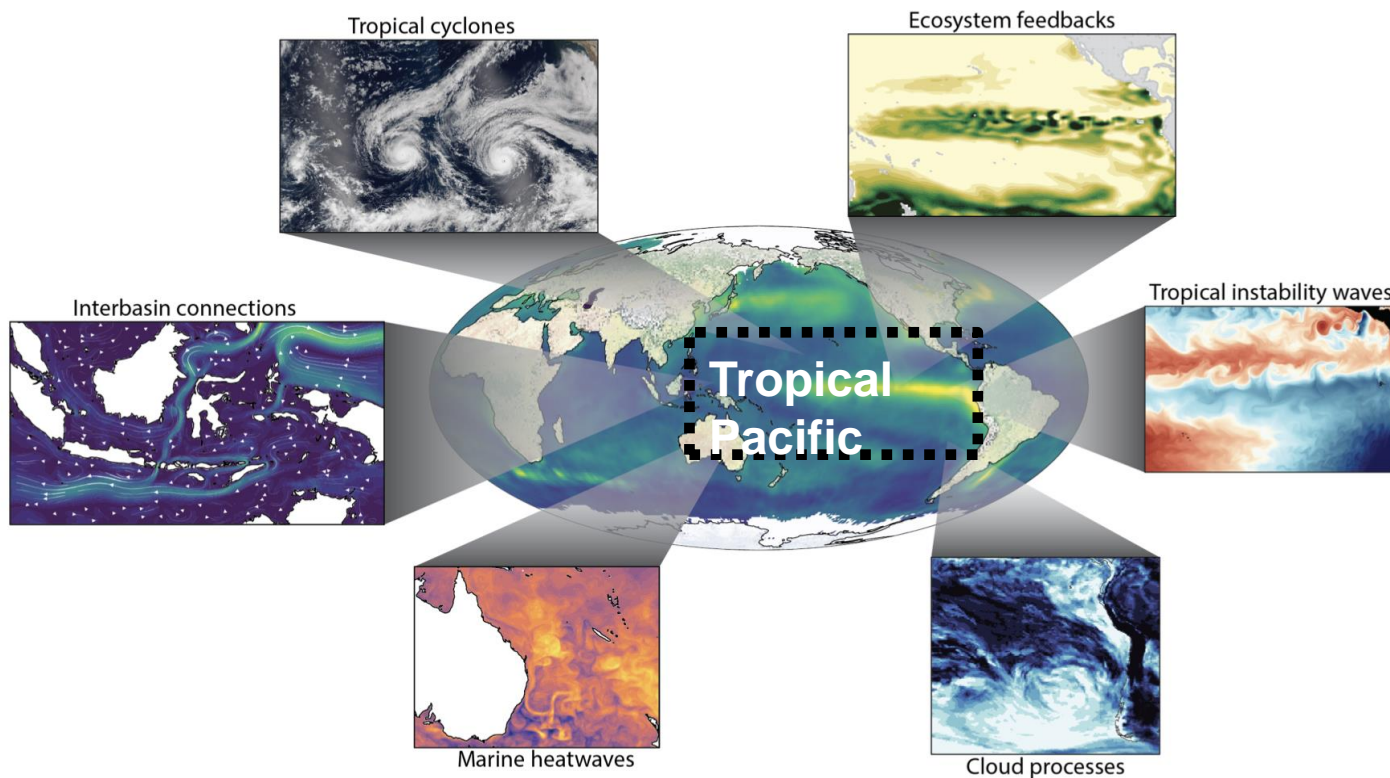 Tropical cyclones
Ecosystem feedbacks
Interbasin connections
Tropical instability waves
Tropical
Pacific
Marine heatwaves
Cloud processes